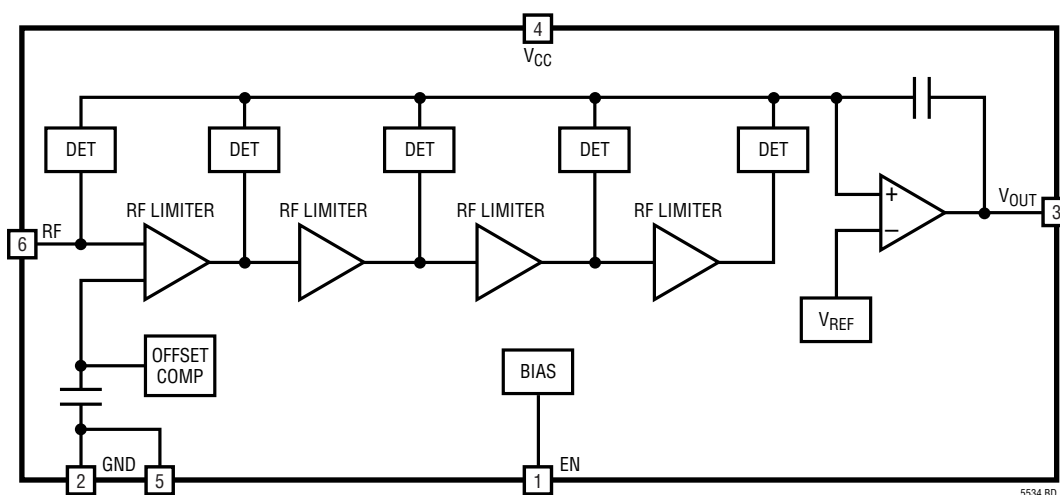 4
VCC
DET
DET
DET
DET
DET
RF LIMITER
RF LIMITER
RF LIMITER
RF LIMITER
+
–
VOUT
3
6
RF
VREF
OFFSET
COMP
BIAS
2
GND
5
1
EN
5534 BD